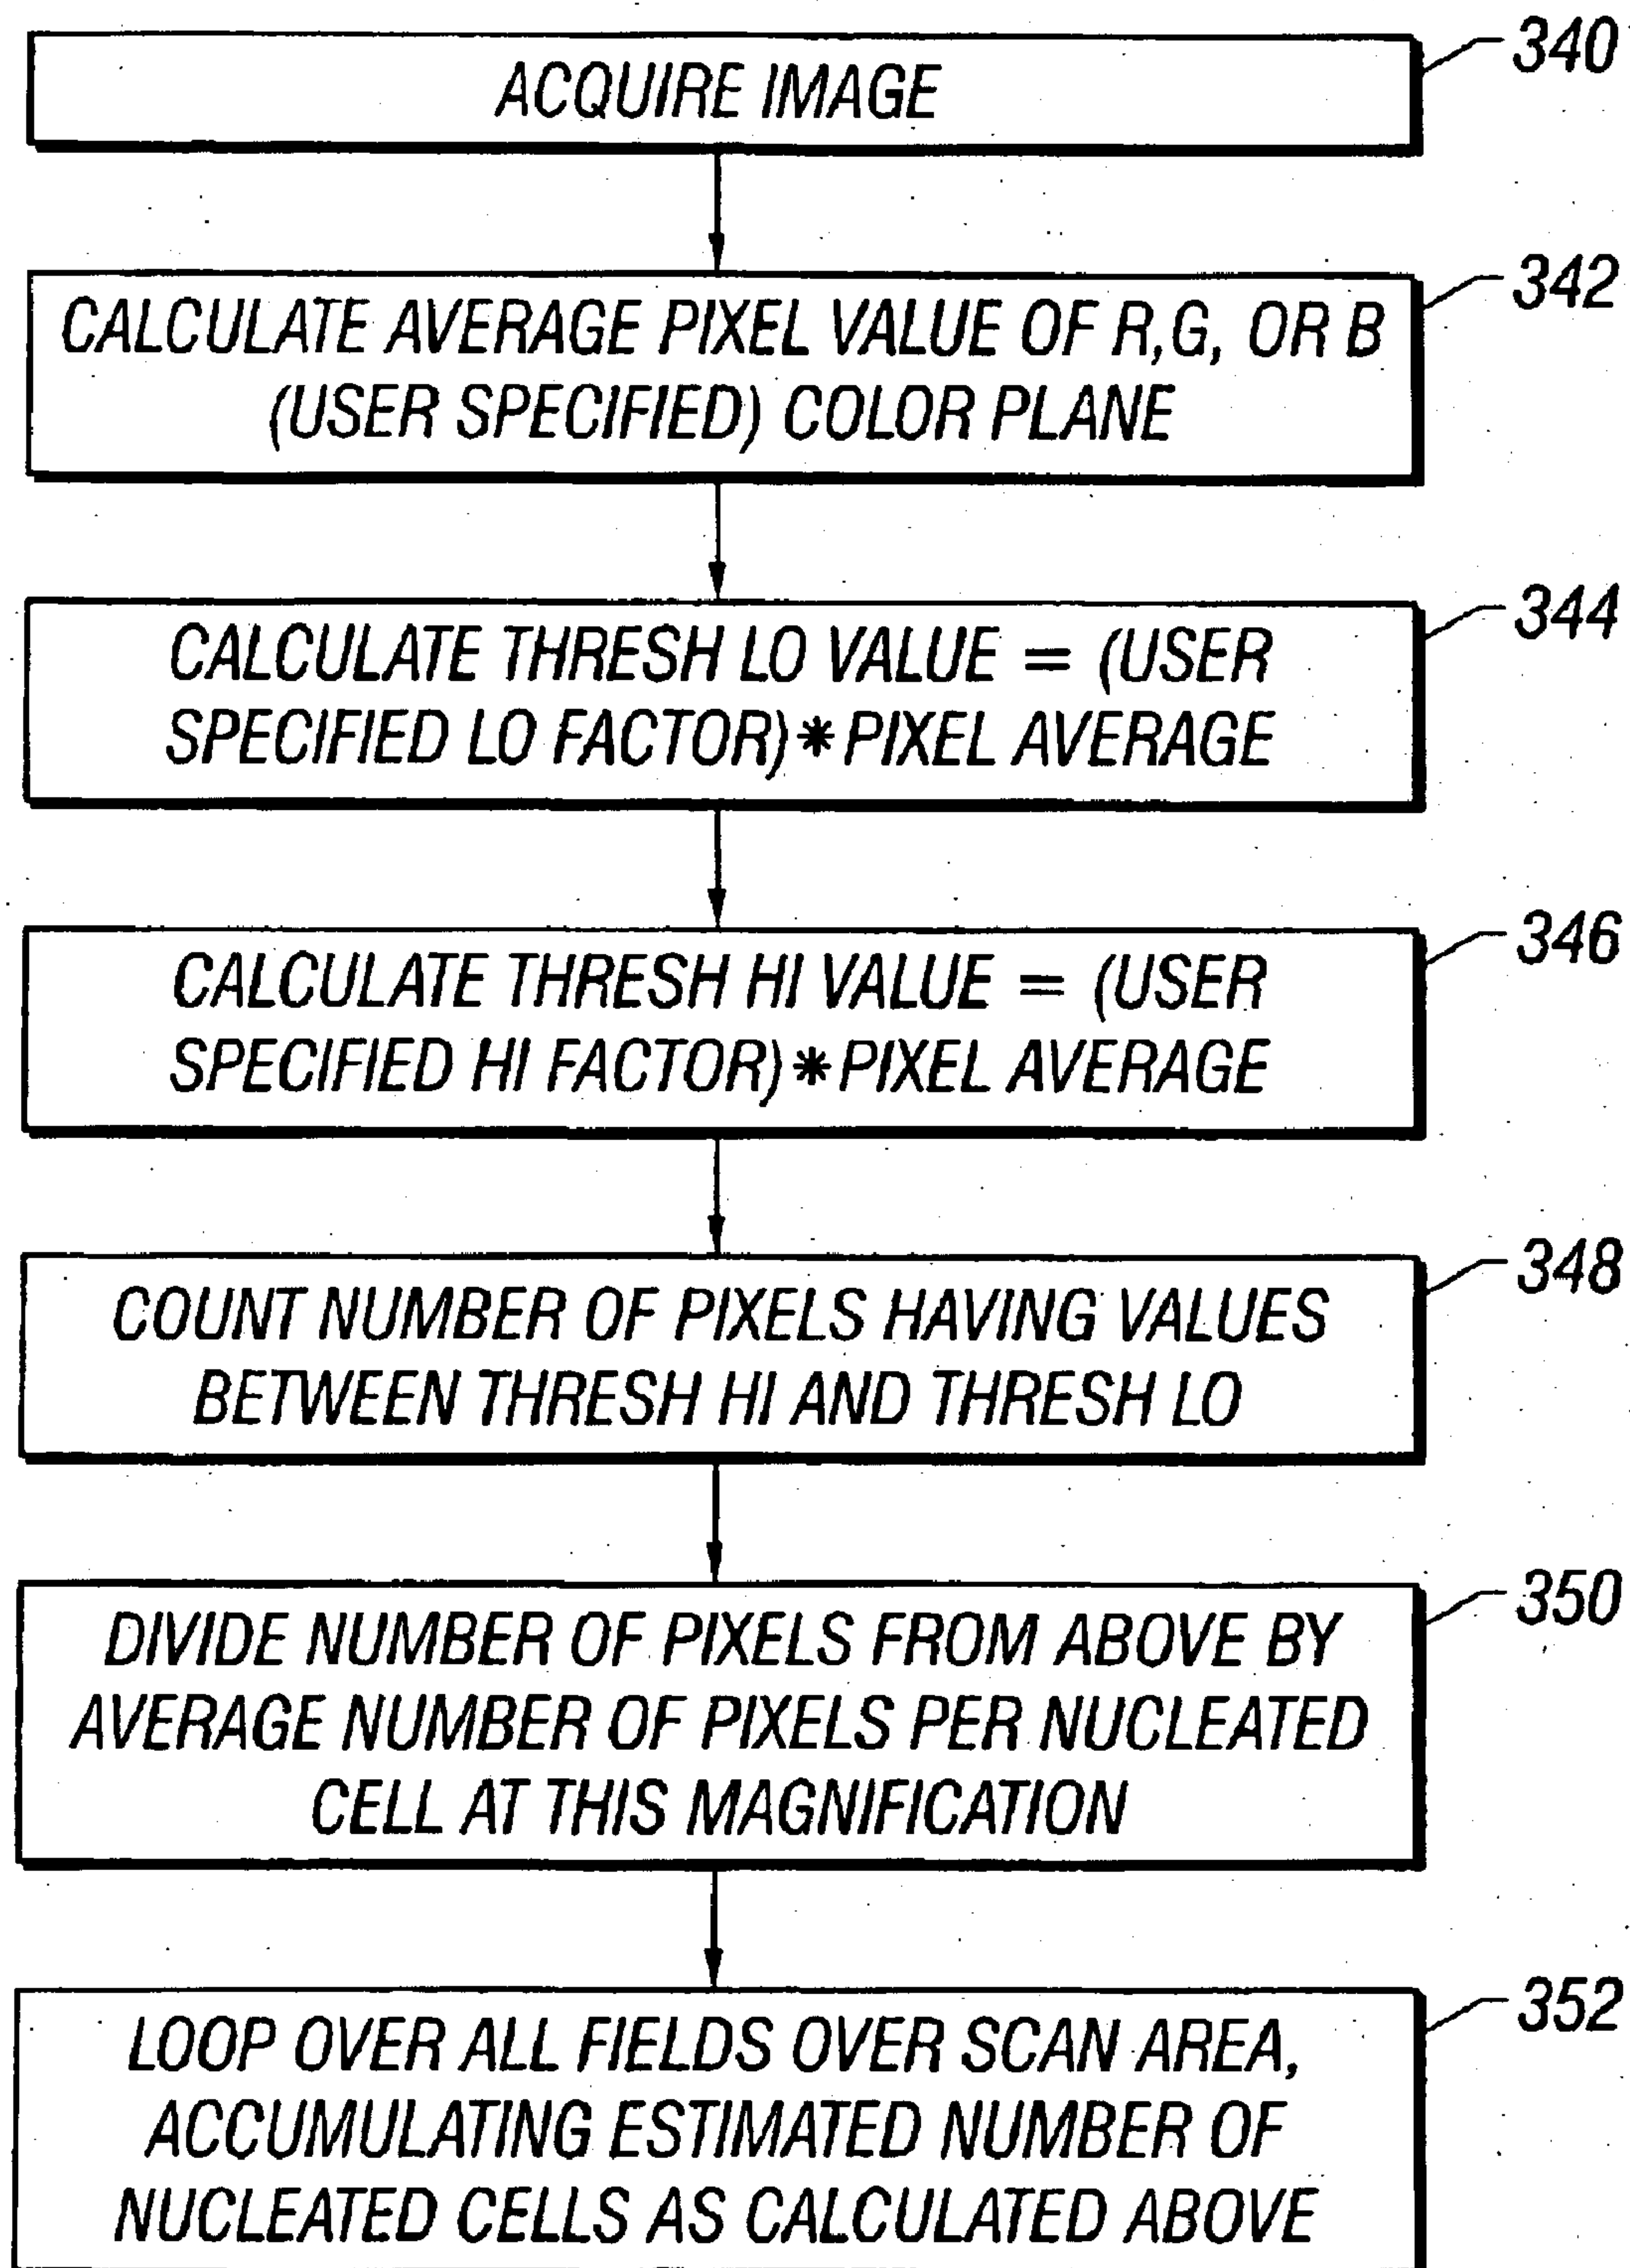 ACQUIRE IMAGE
340
CALCULATE AVERAGE PIXEL VALUE OF R,G, OR B
(USER SPECIFIED) COLOR PLANE
342
CALCULATE THRESH LO VALUE = (USER
SPECIFIED LO FACTOR)*PIXEL AVERAGE
344
CALCULATE THRESH HI VALUE = (USER
SPECIFIED HI FACTOR)*PIXEL AVERAGE
346
COUNT NUMBER OF PIXELS HAVING VALUES
BETWEEN THRESH HI AND THRESH LO
348
DIVIDE NUMBER OF PIXELS FROM ABOVE BY
AVERAGE NUMBER OF PIXELS PER NUCLEATED
CELL AT THIS MAGNIFICATION
350
LOOP OVER ALL FIELDS OVER SCAN AREA,
ACCUMULATING ESTIMATED NUMBER OF
NUCLEATED CELLS AS CALCULATED ABOVE
352